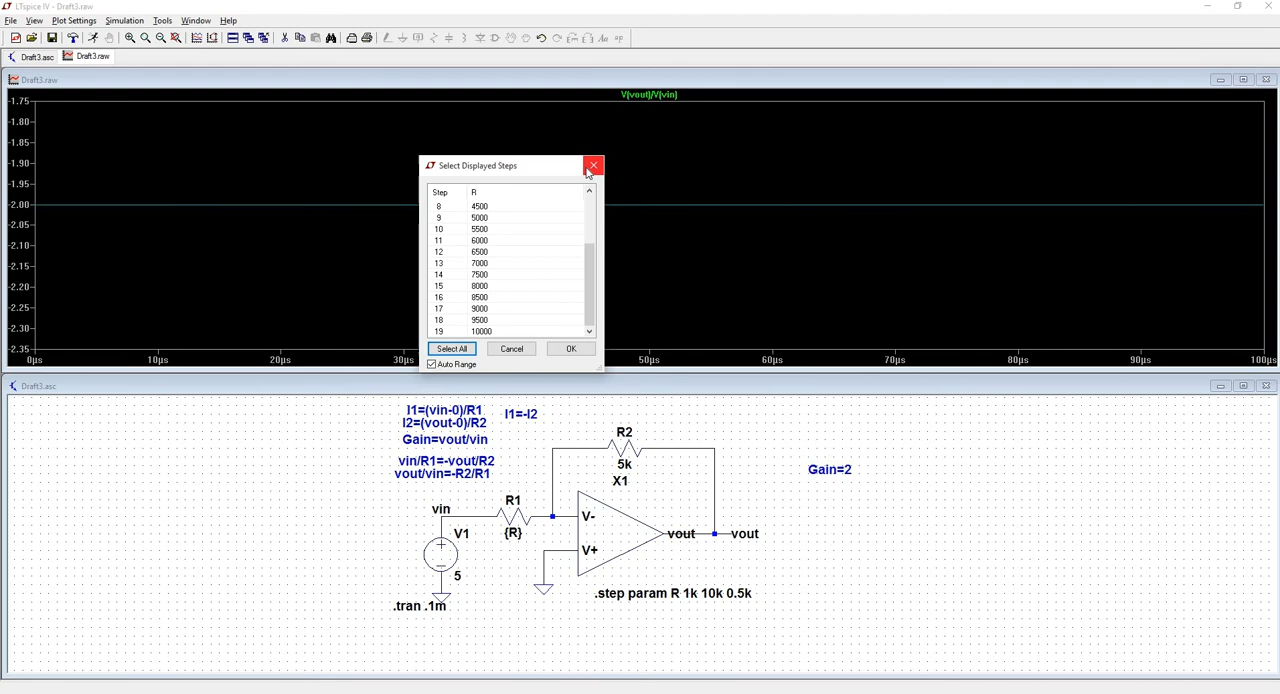 LTspice IV - Draft3.raw
File View Plot Settings Simulation Tools Window Help
Draft3.asc Draft3.raw
Draft3.raw
V(vout)/V(vin)
-1.75
-1.80
-1.85
-1.90
-1.95
-2.00
-2.05
-2.10
-2.15
-2.20
-2.25
-2.30
-2.35
0µs 10µs 20µs 30µs 50µs 60µs 70µs 80µs 90µs 100µs
Select Displayed Steps
Step R
8 4500
9 5000
10 5500
11 6000
12 6500
13 7000
14 7500
15 8000
16 8500
17 9000
18 9500
19 10000
Select All Cancel OK
Auto Range
Draft3.asc
I1=(vin-0)/R1
I2=(vout-0)/R2
I1=-I2
Gain=vout/vin
vin/R1=-vout/R2
vout/vin=-R2/R1
R2
5k
X1
Gain=2
vin
R1
{R}
V1
5
V-
V+
vout
vout
.step param R 1k 10k 0.5k
.tran .1m